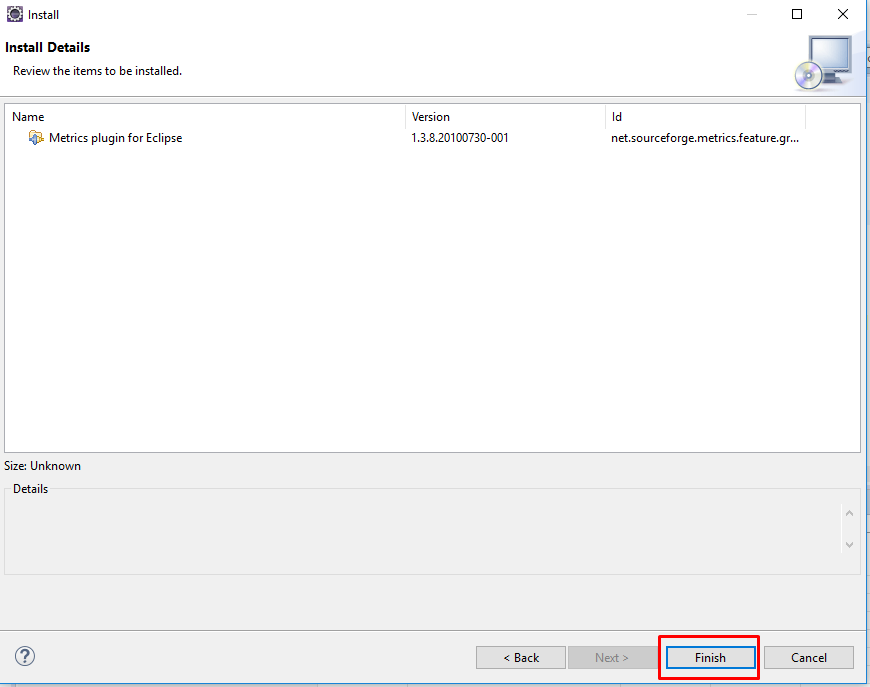 Install
Install Details
Review the items to be installed.
Name Version Id
Metrics plugin for Eclipse 1.3.8.20100730-001 net.sourceforge.metrics.feature.gr...
Size: Unknown
Details
? < Back Next > Finish Cancel